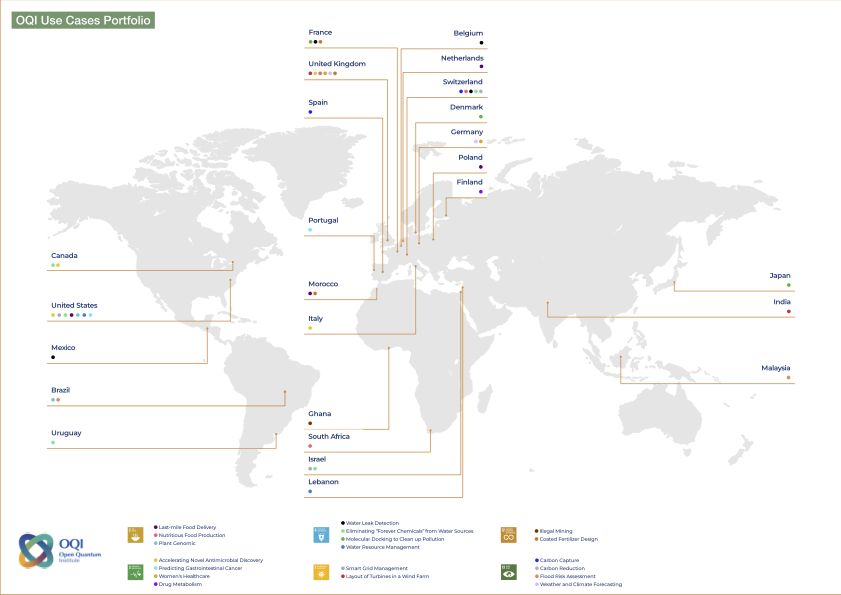 OQI Use Cases Portfolio
France
Belgium
United Kingdom
Netherlands
Switzerland
Spain
Denmark
Germany
Poland
Finland
Portugal
Canada
Morocco
Japan
United States
India
Italy
Mexico
Malaysia
Brazil
Ghana
Uruguay
South Africa
Israel
Lebanon
OQI
Open Quantum
Institute
Last-mile Food Delivery
Nutritious Food Production
Plant Genomic
Accelerating Novel Antimicrobial Discovery
Predicting Gastrointestinal Cancer
Women's Healthcare
Drug Metabolism
Water Leak Detection
Eliminating "Forever Chemicals" from Water Sources
Molecular Docking to Clean up Pollution
Water Resource Management
Smart Grid Management
Layout of Turbines in a Wind Farm
Illegal Mining
Coated Fertilizer Design
Carbon Capture
Carbon Reduction
Flood Risk Assessment
Weather and Climate Forecasting